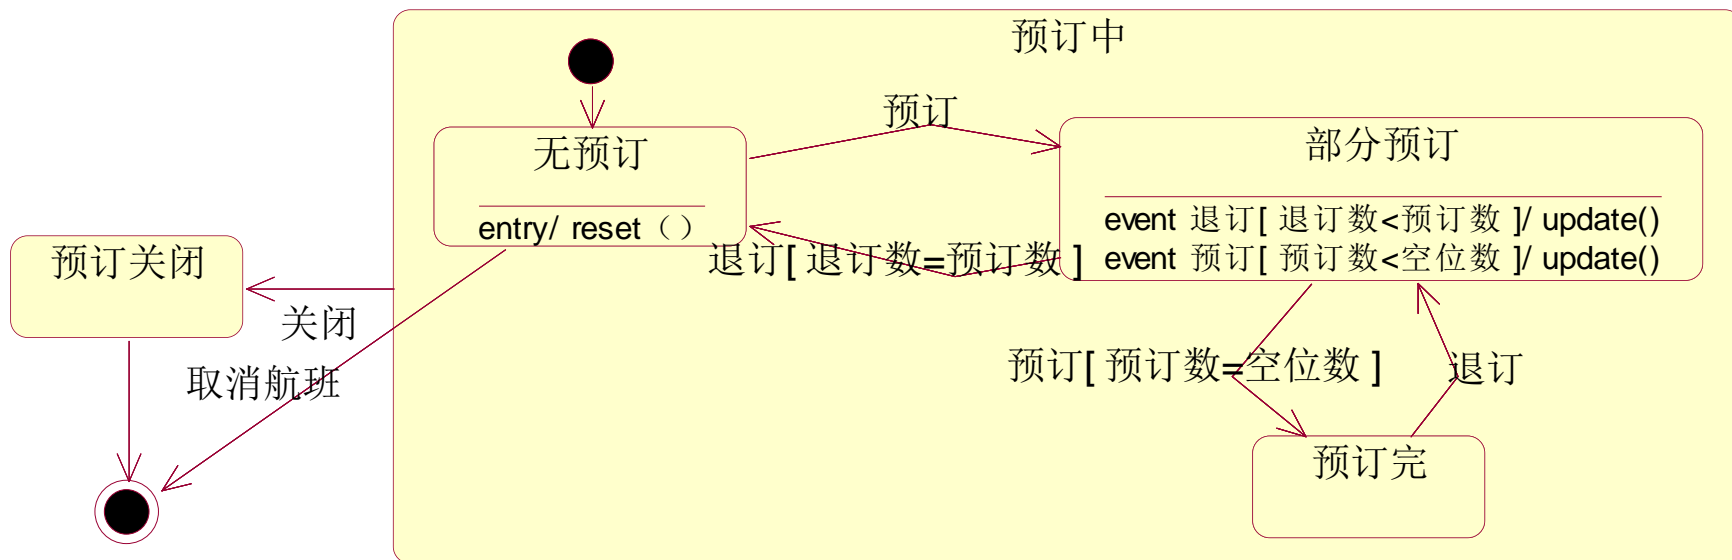 预订中
预订
无预订
entry/ reset（）
部分预订
event 退订[ 退订数<预订数 ]/ update()
event 预订[ 预订数<空位数 ]/ update()
退订[ 退订数=预订数 ]
预订关闭
关闭
取消航班
预订[ 预订数=空位数 ]
退订
预订完